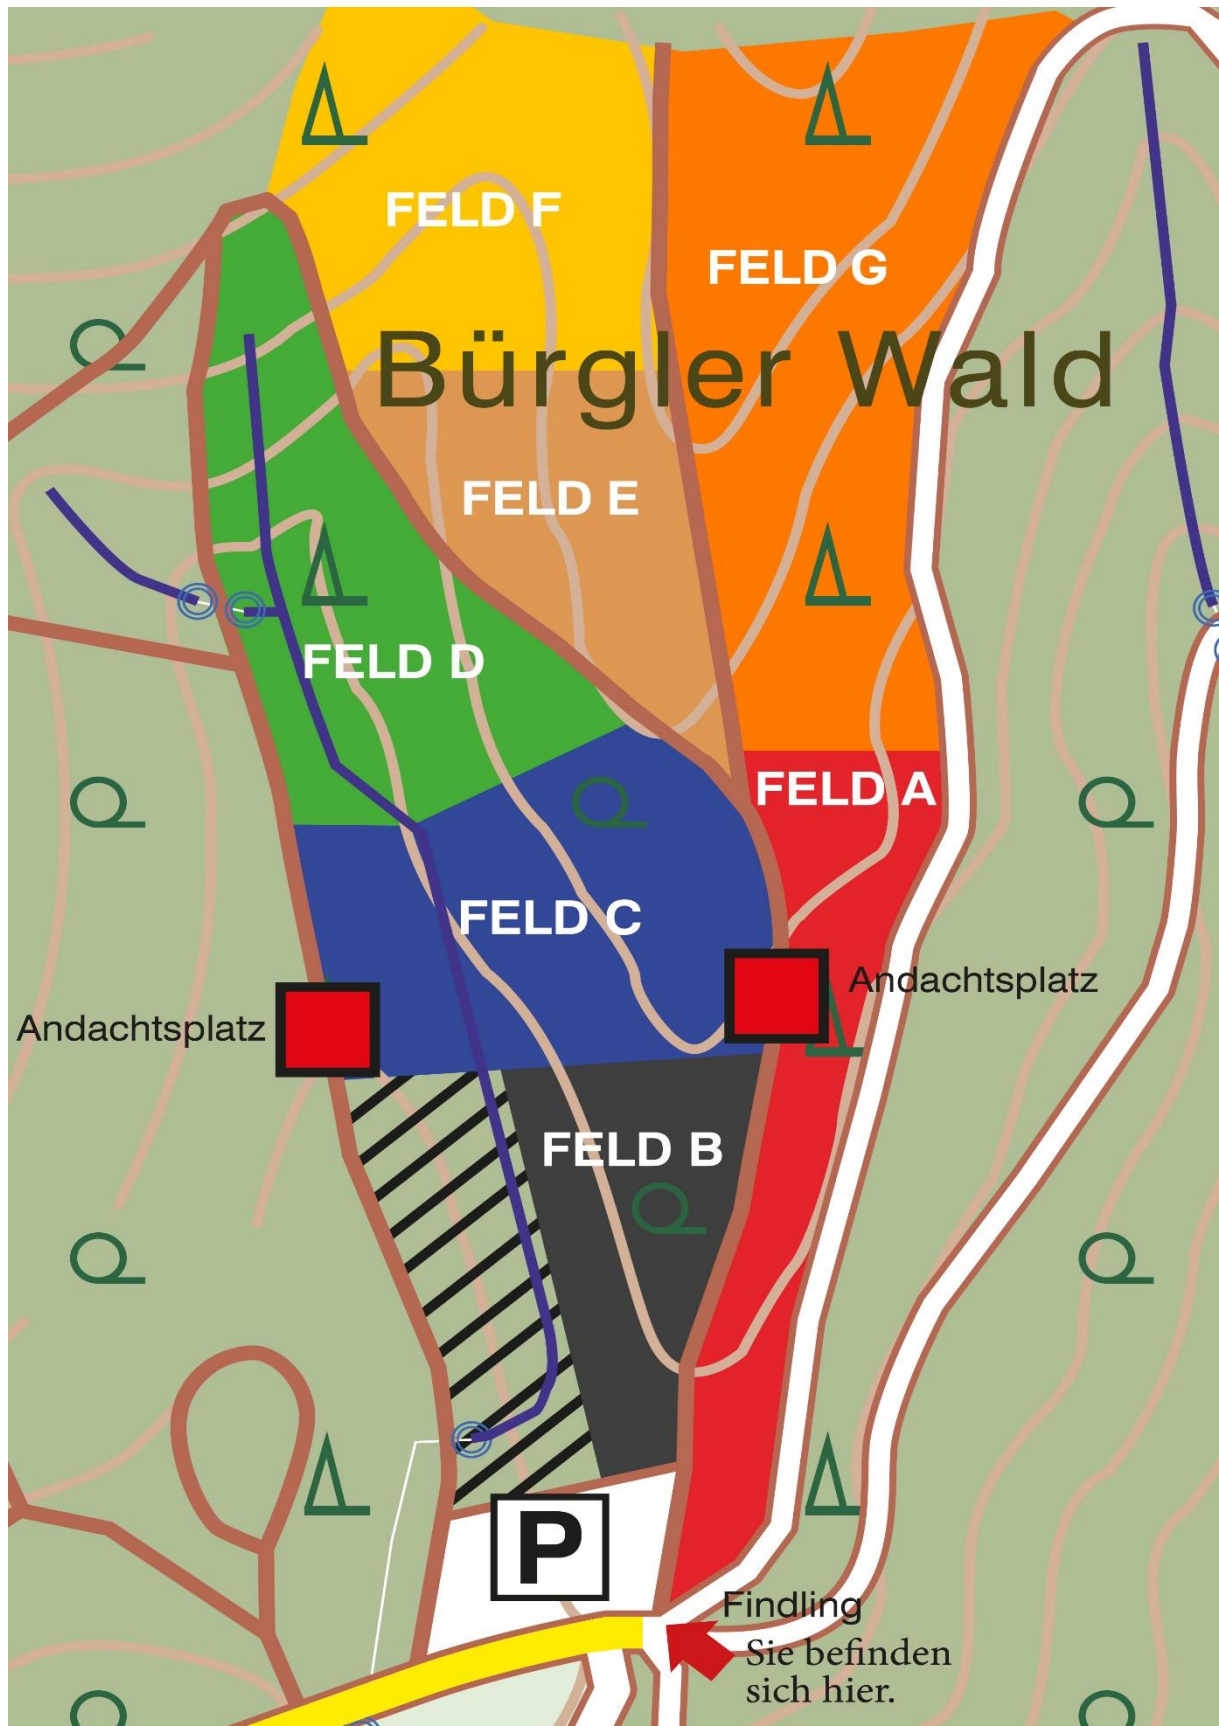 FELD F
FELD G
Bürgler Wald
FELD E
FELD D
FELD A
FELD C
Andachtsplatz
Andachtsplatz
FELD B
P
Findling
Sie befinden
sich hier.